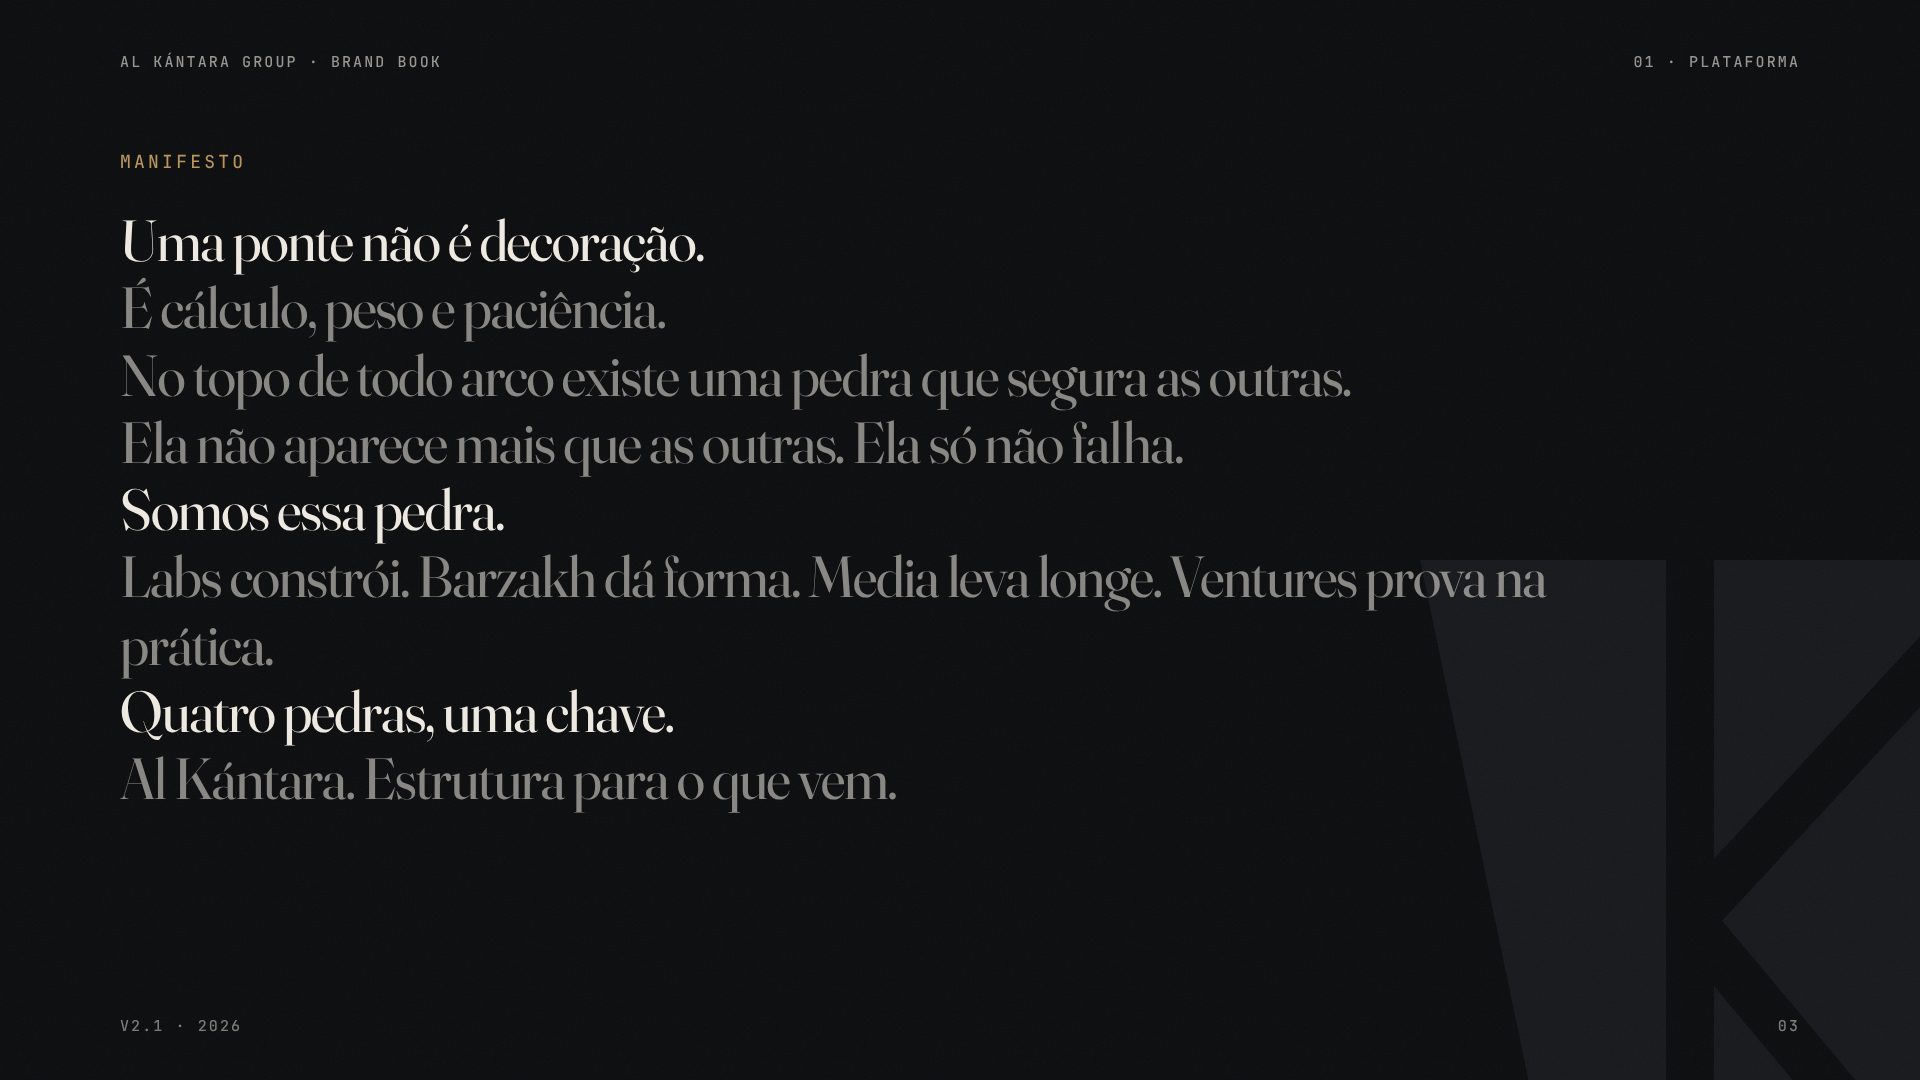 AL KÁNTARA GROUP · BRAND BOOK
01 · PLATAFORMA
MANIFESTO
Uma ponte não é decoração.
É cálculo, peso e paciência.
No topo de todo arco existe uma pedra que segura as outras.
Ela não aparece mais que as outras. Ela só não falha.
Somos essa pedra.
Labs constrói. Barzakh dá forma. Media leva longe. Ventures prova na
prática.
Quatro pedras, uma chave.
Al Kántara. Estrutura para o que vem.
V2.1 · 2026
03